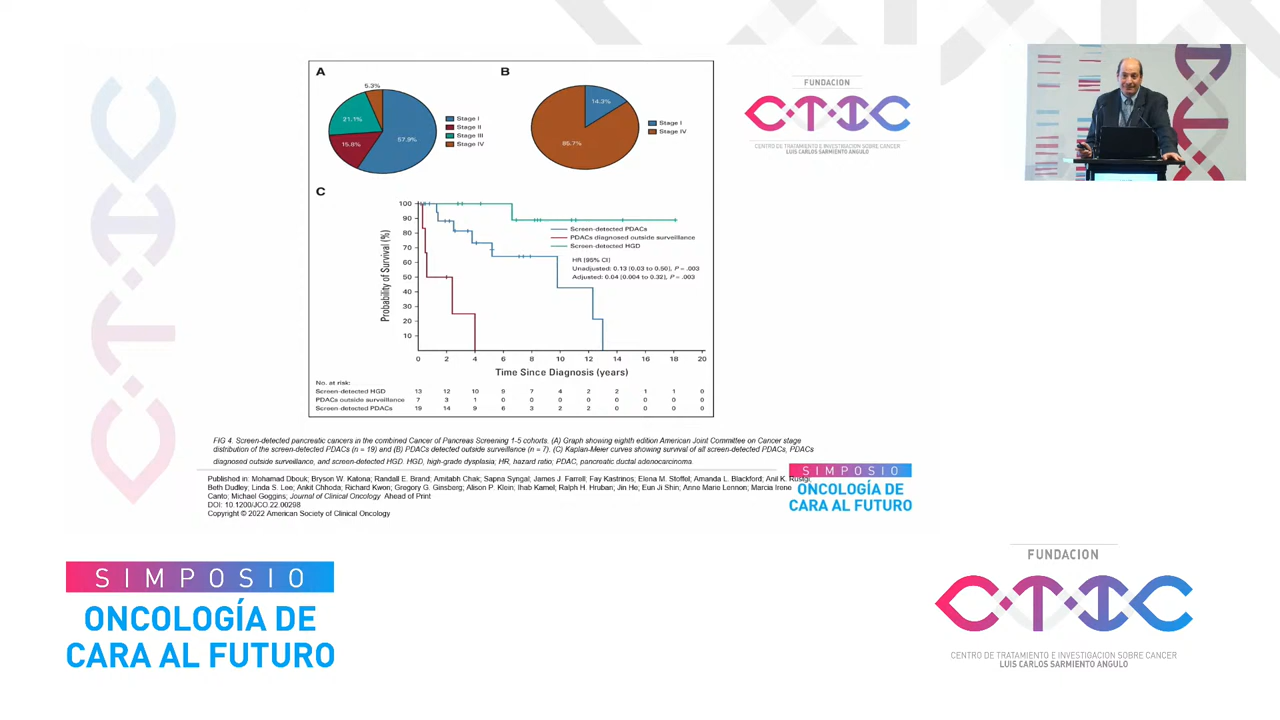 A
B
5.3%
21.1%
15.8%
57.9%
Stage I
Stage II
Stage III
Stage IV
14.3%
85.7%
Stage I
Stage IV
FUNDACION
CTIC
CENTRO DE TRATAMIENTO E INVESTIGACION SOBRE CANCER
LUIS CARLOS SARMIENTO ANGULO
C
Probability of Survival (%)
100
90
80
70
60
50
40
30
20
10
Screen-detected PDACs
PDACs diagnosed outside surveillance
Screen-detected HGD
HR (95% CI)
Unadjusted: 0.13 (0.03 to 0.50), P = .003
Adjusted: 0.04 (0.004 to 0.32), P = .003
0 2 4 6 8 10 12 14 16 18 20
Time Since Diagnosis (years)
No. at risk:
Screen-detected HGD 13 12 10 9 7 4 2 2 1 1 0
PDACs outside surveillance 7 3 1 0 0 0 0 0 0 0 0
Screen-detected PDACs 19 14 9 6 3 2 2 0 0 0 0
FIG 4. Screen-detected pancreatic cancers in the combined Cancer of Pancreas Screening 1-5 cohorts. (A) Graph showing eighth edition American Joint Committee on Cancer stage
distribution of the screen-detected PDACs (n = 19) and (B) PDACs detected outside surveillance (n = 7). (C) Kaplan-Meier curves showing survival of all screen-detected PDACs, PDACs
diagnosed outside surveillance, and screen-detected HGD. HGD, high-grade dysplasia; HR, hazard ratio; PDAC, pancreatic ductal adenocarcinoma.
Published in: Mohamad Dbouk; Bryson W. Katona; Randall E. Brand; Amitabh Chak; Sapna Syngal; James J. Farrell; Fay Kastrinos; Elena M. Stoffel; Amanda L. Blackford; Anil K. Rustgi;
Beth Dudley; Linda S. Lee; Ankit Chhoda; Richard Kwon; Gregory G. Ginsberg; Alison P. Klein; Ihab Kamel; Ralph H. Hruban; Jin He; Eun Ji Shin; Anne Marie Lennon; Marcia Irene
Canto; Michael Goggins; Journal of Clinical Oncology Ahead of Print
DOI: 10.1200/JCO.22.00298
Copyright © 2022 American Society of Clinical Oncology
SIMPOSIO
ONCOLOGÍA DE
CARA AL FUTURO
SIMPOSIO
ONCOLOGÍA DE
CARA AL FUTURO
FUNDACION
CTIC
CENTRO DE TRATAMIENTO E INVESTIGACION SOBRE CANCER
LUIS CARLOS SARMIENTO ANGULO
CTIC